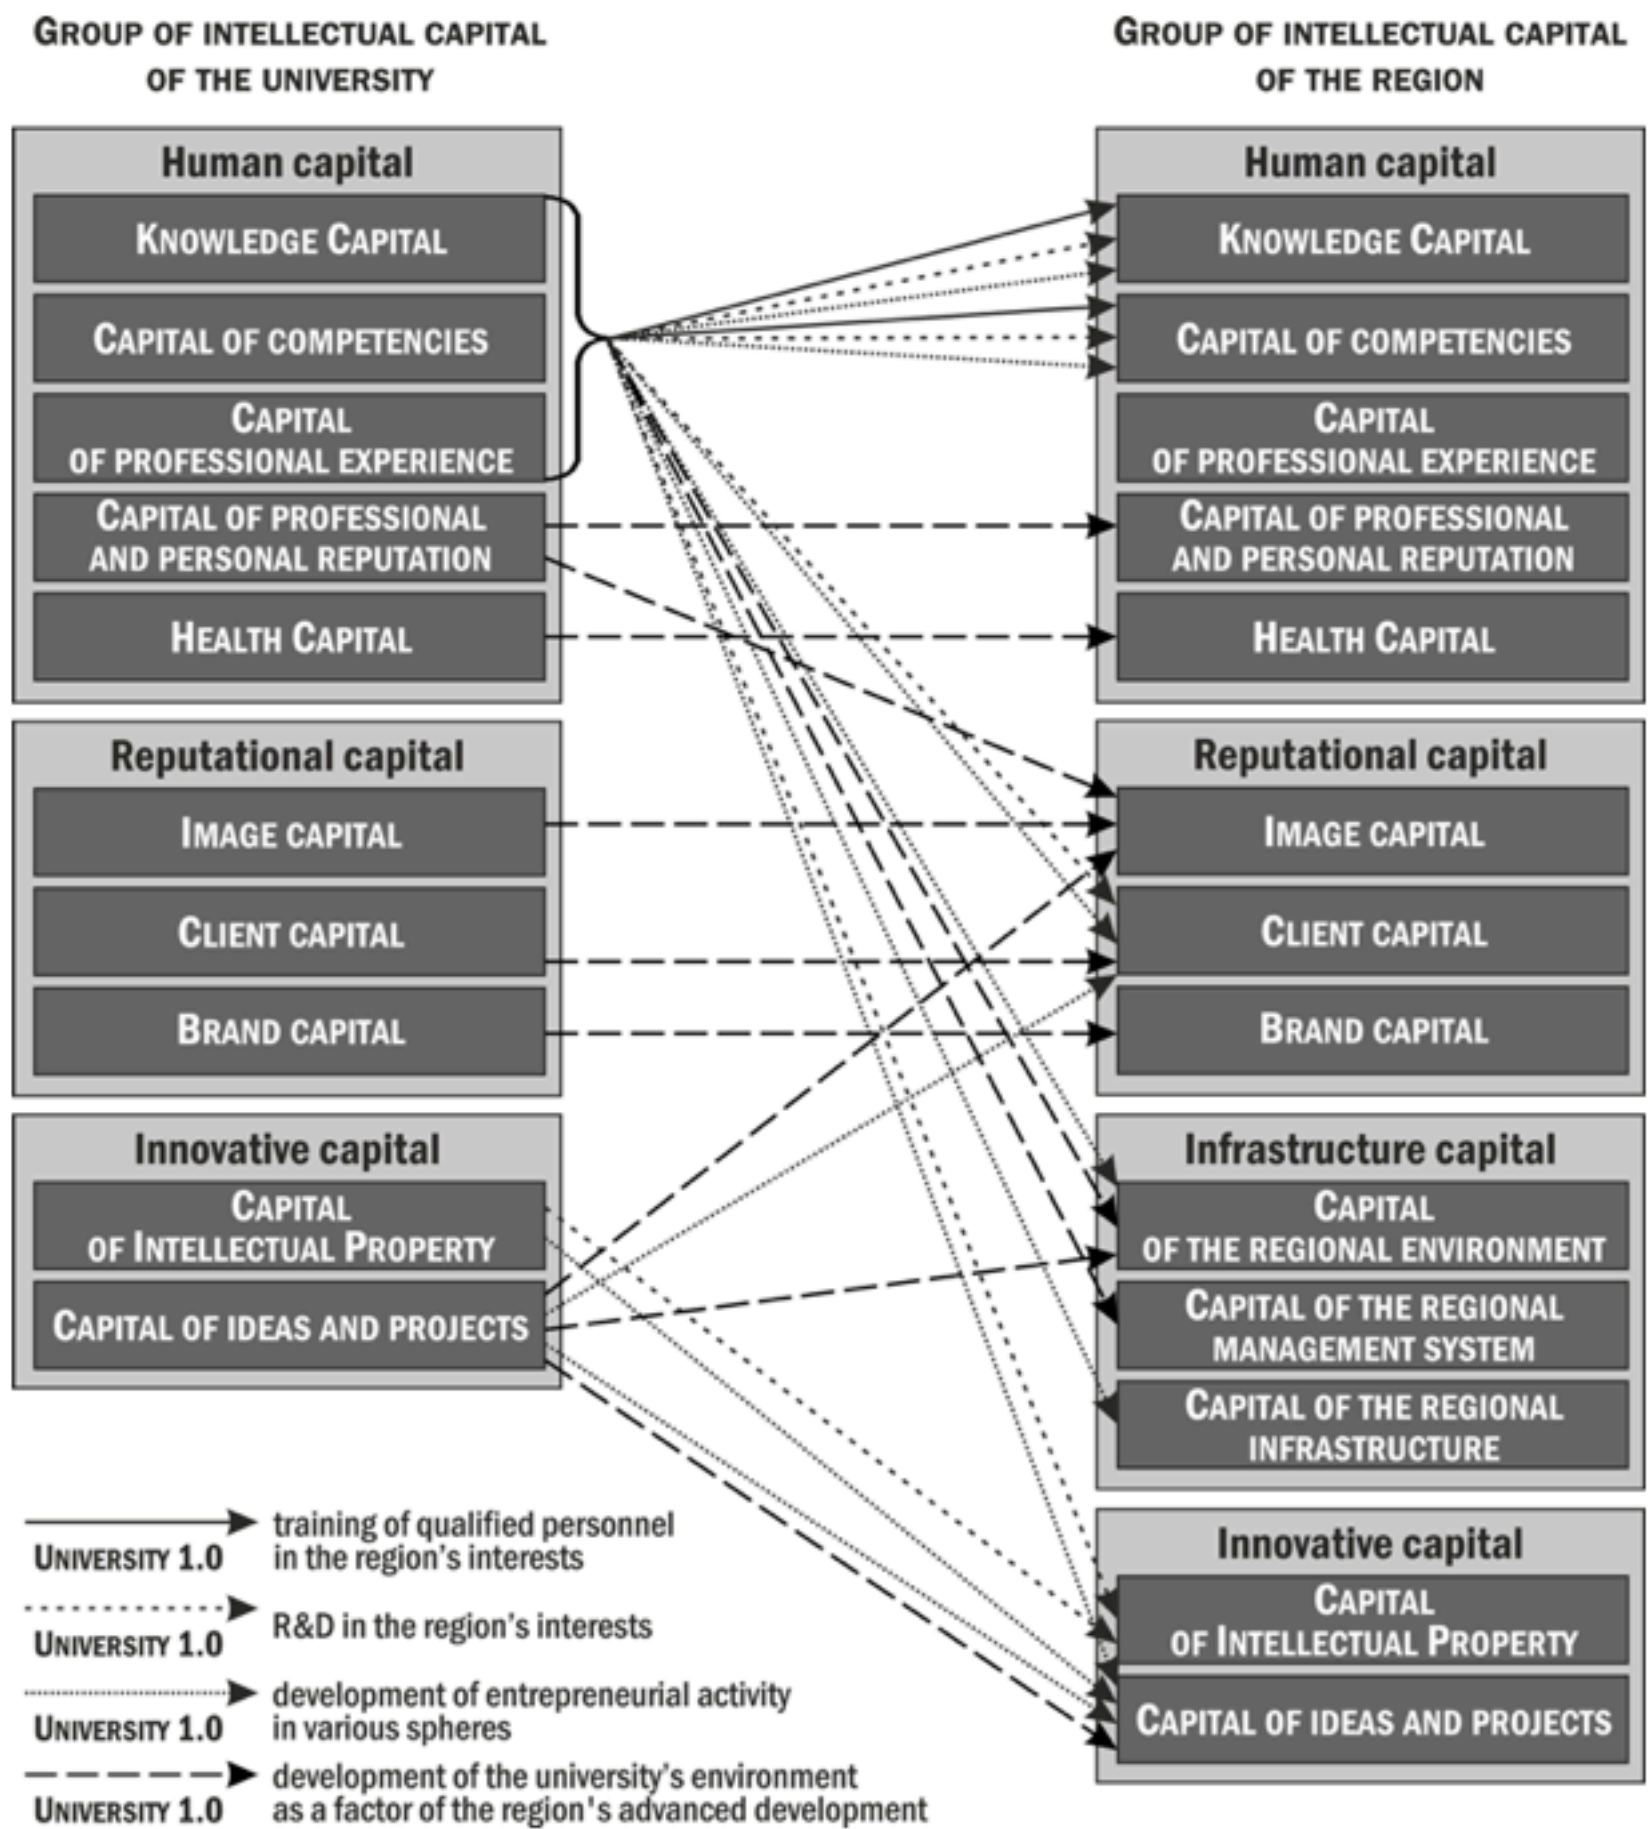 GROUP OF INTELLECTUAL CAPITAL
OF THE UNIVERSITY
Human capital
KNOWLEDGE CAPITAL
CAPITAL OF COMPETENCIES
CAPITAL
OF PROFESSIONAL EXPERIENCE
CAPITAL OF PROFESSIONAL
AND PERSONAL REPUTATION
HEALTH CAPITAL
Reputational capital
IMAGE CAPITAL
CLIENT CAPITAL
BRAND CAPITAL
Innovative capital
CAPITAL
OF INTELLECTUAL PROPERTY
CAPITAL OF IDEAS AND PROJECTS
GROUP OF INTELLECTUAL CAPITAL
OF THE REGION
Human capital
KNOWLEDGE CAPITAL
CAPITAL OF COMPETENCIES
CAPITAL
OF PROFESSIONAL EXPERIENCE
CAPITAL OF PROFESSIONAL
AND PERSONAL REPUTATION
HEALTH CAPITAL
Reputational capital
IMAGE CAPITAL
CLIENT CAPITAL
BRAND CAPITAL
Infrastructure capital
CAPITAL
OF THE REGIONAL ENVIRONMENT
CAPITAL OF THE REGIONAL
MANAGEMENT SYSTEM
CAPITAL OF THE REGIONAL
INFRASTRUCTURE
Innovative capital
CAPITAL
OF INTELLECTUAL PROPERTY
CAPITAL OF IDEAS AND PROJECTS
UNIVERSITY 1.0
training of qualified personnel
in the region's interests
UNIVERSITY 1.0
R&D in the region's interests
UNIVERSITY 1.0
development of entrepreneurial activity
in various spheres
UNIVERSITY 1.0
development of the university's environment
as a factor of the region's advanced development